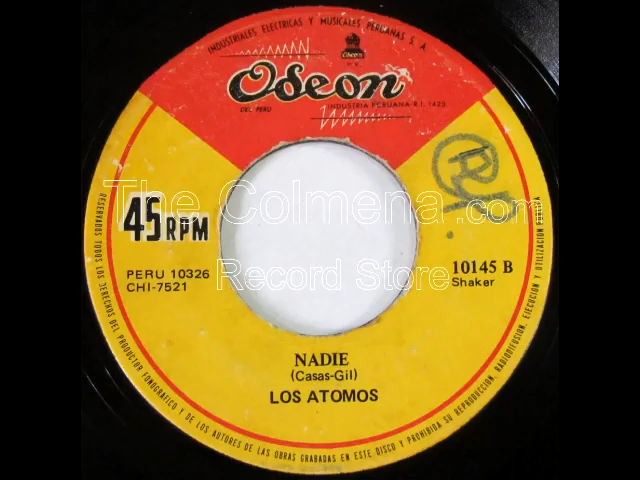 INDUSTRIALES ELECTRICAS Y MUSICALES PERUANAS S. A.
Odeon
Odeon
DEL PERU
INDUSTRIA PERUANA-R.I. 1425
The Colmena.com
45 RPM
PERU 10326
CHI-7521
Record Store
10145 B
Shaker
NADIE
(Casas-Gil)
LOS ATOMOS
RESERVADOS TODOS LOS DERECHOS DEL PRODUCTOR FONOGRAFICO Y DE LOS AUTORES DE LAS OBRAS GRABADAS EN ESTE DISCO Y PROHIBIDA SU REPRODUCCION, RADIODIFUSION, EJECUCION Y UTILIZACION PUBLICA